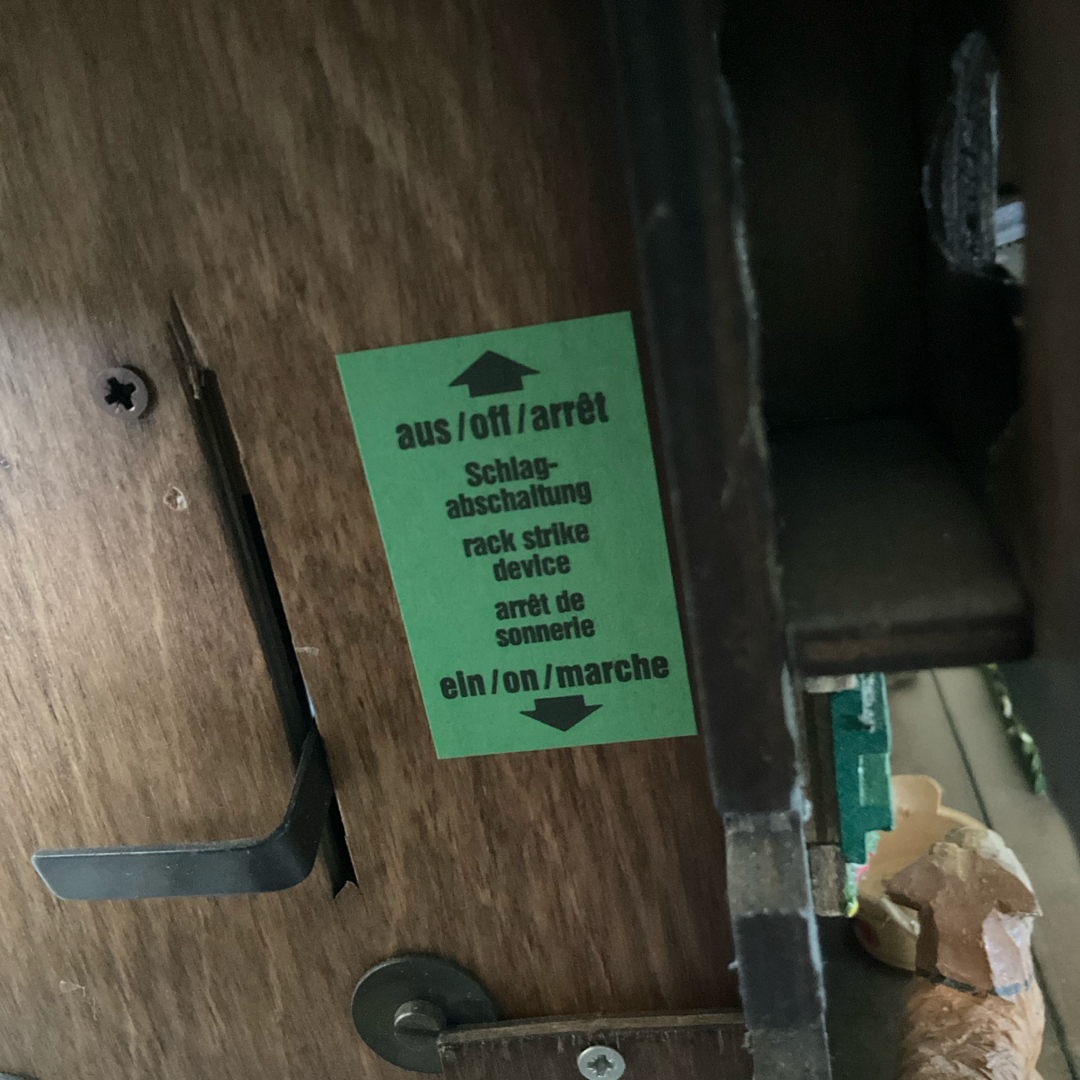 aus/off/arrêt
Schlag-
abschaltung
rack strike
device
arrêt de
sonnerie
ein/on/marche